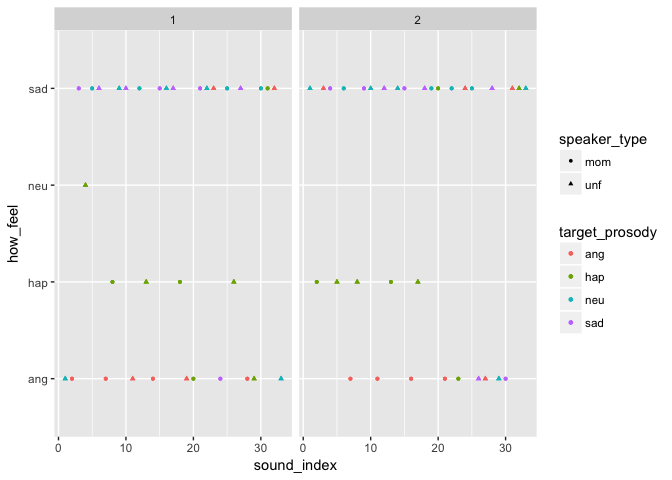 1
2
sad
neu
hap
ang
how_feel
0
10
20
30
0
10
20
30
sound_index
speaker_type
mom
unf
target_prosody
ang
hap
neu
sad